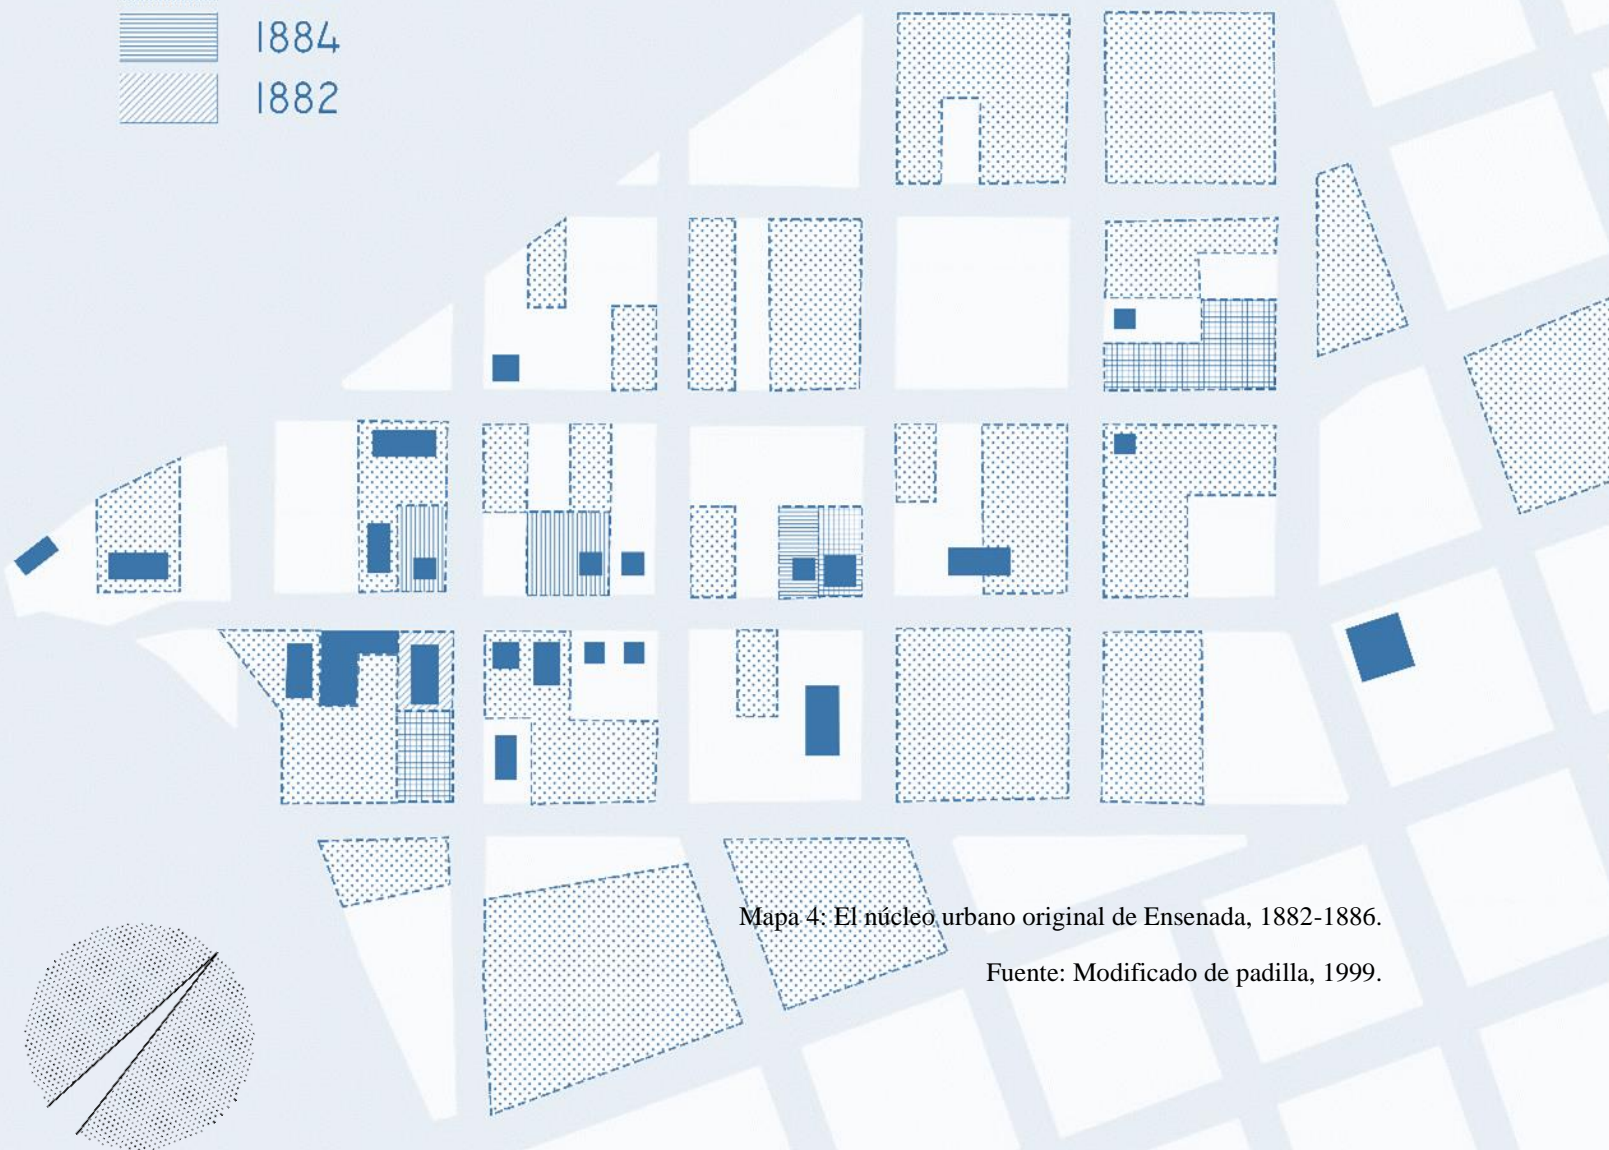 1884
1882
Mapa 4: El núcleo urbano original de Ensenada, 1882-1886.
Fuente: Modificado de padilla, 1999.